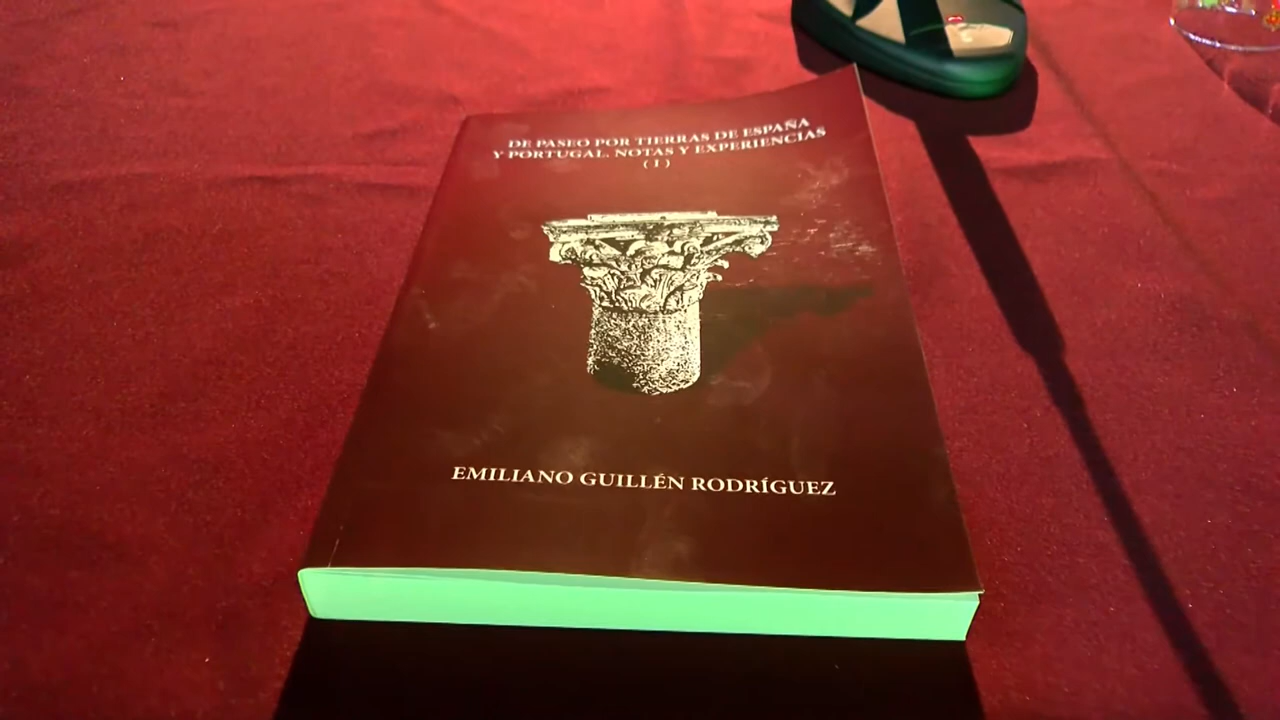 DE PASEO POR TIERRAS DE ESPAÑA
Y PORTUGAL. NOTAS Y EXPERIENCIAS
( I )
EMILIANO GUILLÉN RODRÍGUEZ